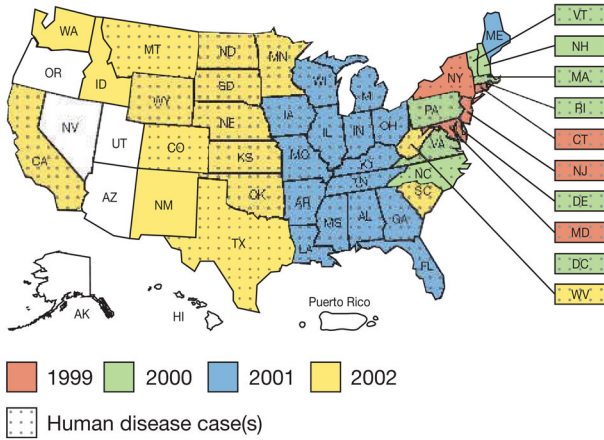 WA
MT
ND
MN
OR
ID
WY
SD
NE
NV
UT
CO
KS
CA
AZ
NM
OK
TX
WI
MI
IA
IL
IN
OH
MO
KY
TN
AR
MS
AL
GA
LA
FL
SC
NC
VA
PA
NY
ME
VT
NH
MA
RI
CT
NJ
DE
MD
DC
WV
AK
HI
Puerto Rico
1999 2000 2001 2002
Human disease case(s)